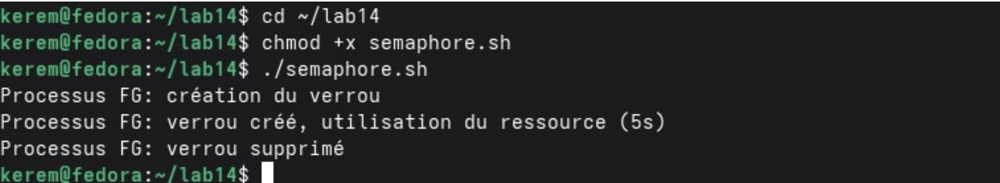 kerem@fedora:~/lab14$ cd ~/lab14
kerem@fedora:~/lab14$ chmod +x semaphore.sh
kerem@fedora:~/lab14$ ./semaphore.sh
Processus FG: création du verrou
Processus FG: verrou créé, utilisation du ressource (5s)
Processus FG: verrou supprimé
kerem@fedora:~/lab14$